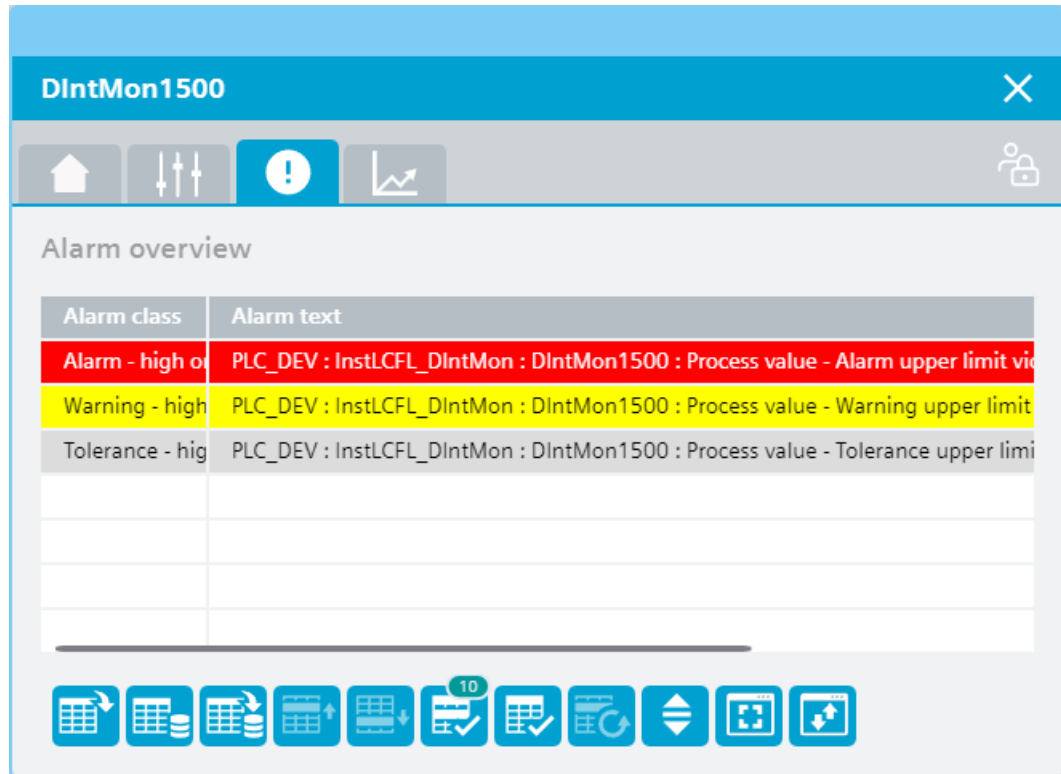 DIntMon1500
Alarm overview
Alarm class Alarm text
Alarm - high PLC_DEV : InstLCFL_DIntMon : DIntMon1500 : Process value - Alarm upper limit
Warning - high PLC_DEV : InstLCFL_DIntMon : DIntMon1500 : Process value - Warning upper limit
Tolerance - hig PLC_DEV : InstLCFL_DIntMon : DIntMon1500 : Process value - Tolerance upper limi
10